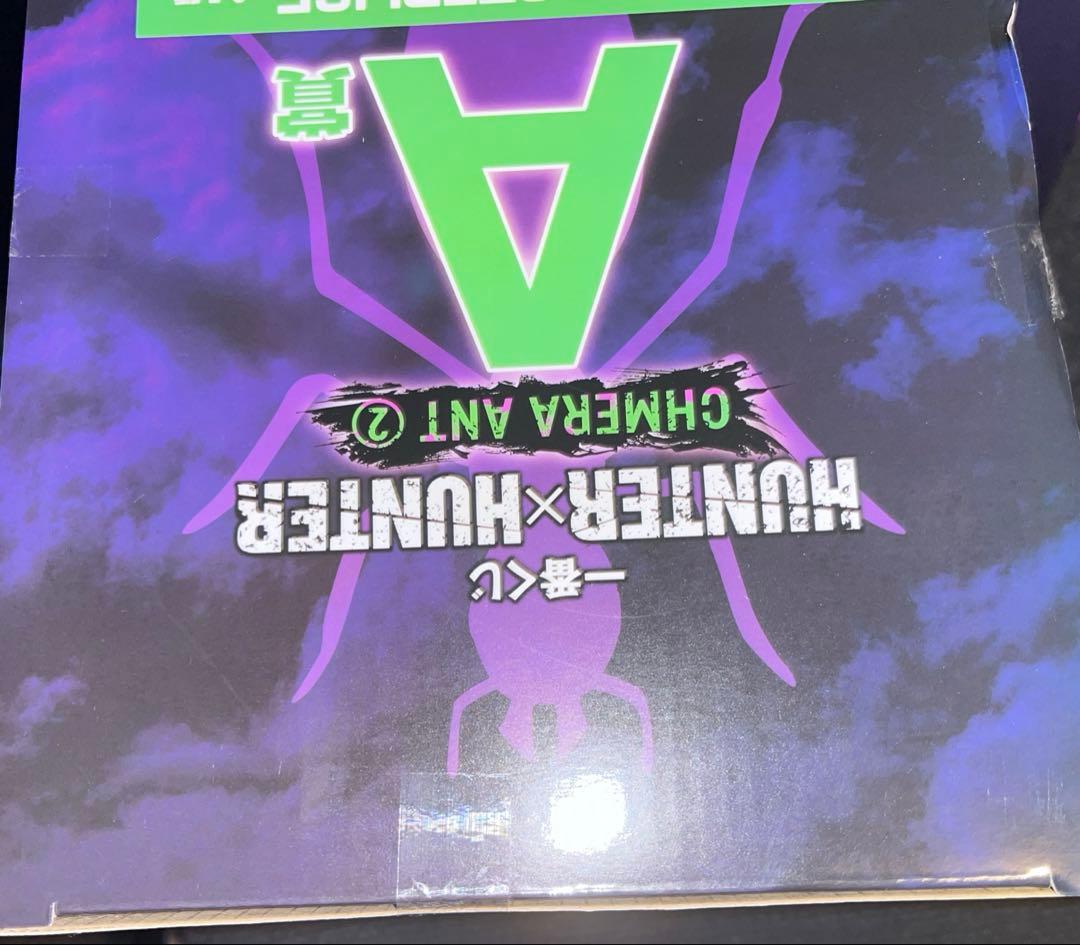 一番くじ
HUNTER×HUNTER
CHMERA ANT ②
A賞